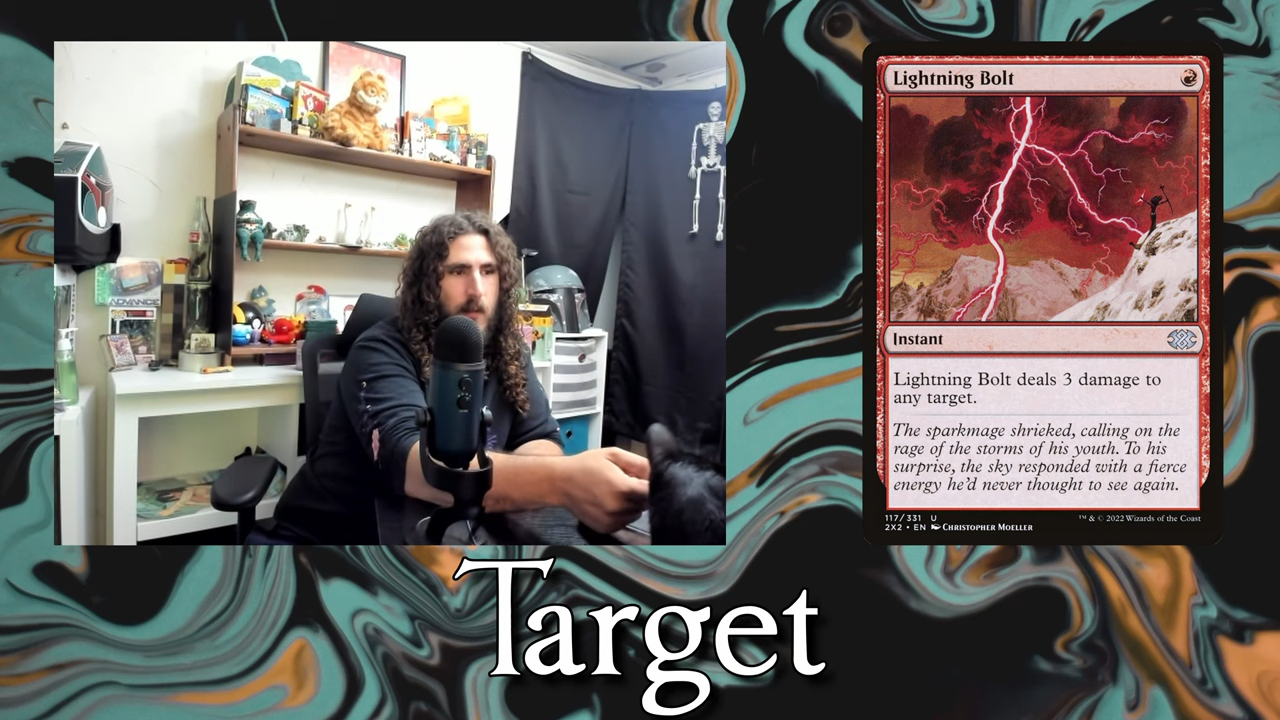 ADVANCE
Lightning Bolt
Instant
Lightning Bolt deals 3 damage to
any target.
The sparkmage shrieked, calling on the
rage of the storms of his youth. To his
surprise, the sky responded with a fierce
energy he'd never thought to see again.
117/331 U
2X2 • EN Christopher Moeller
™ & © 2022 Wizards of the Coast
Target